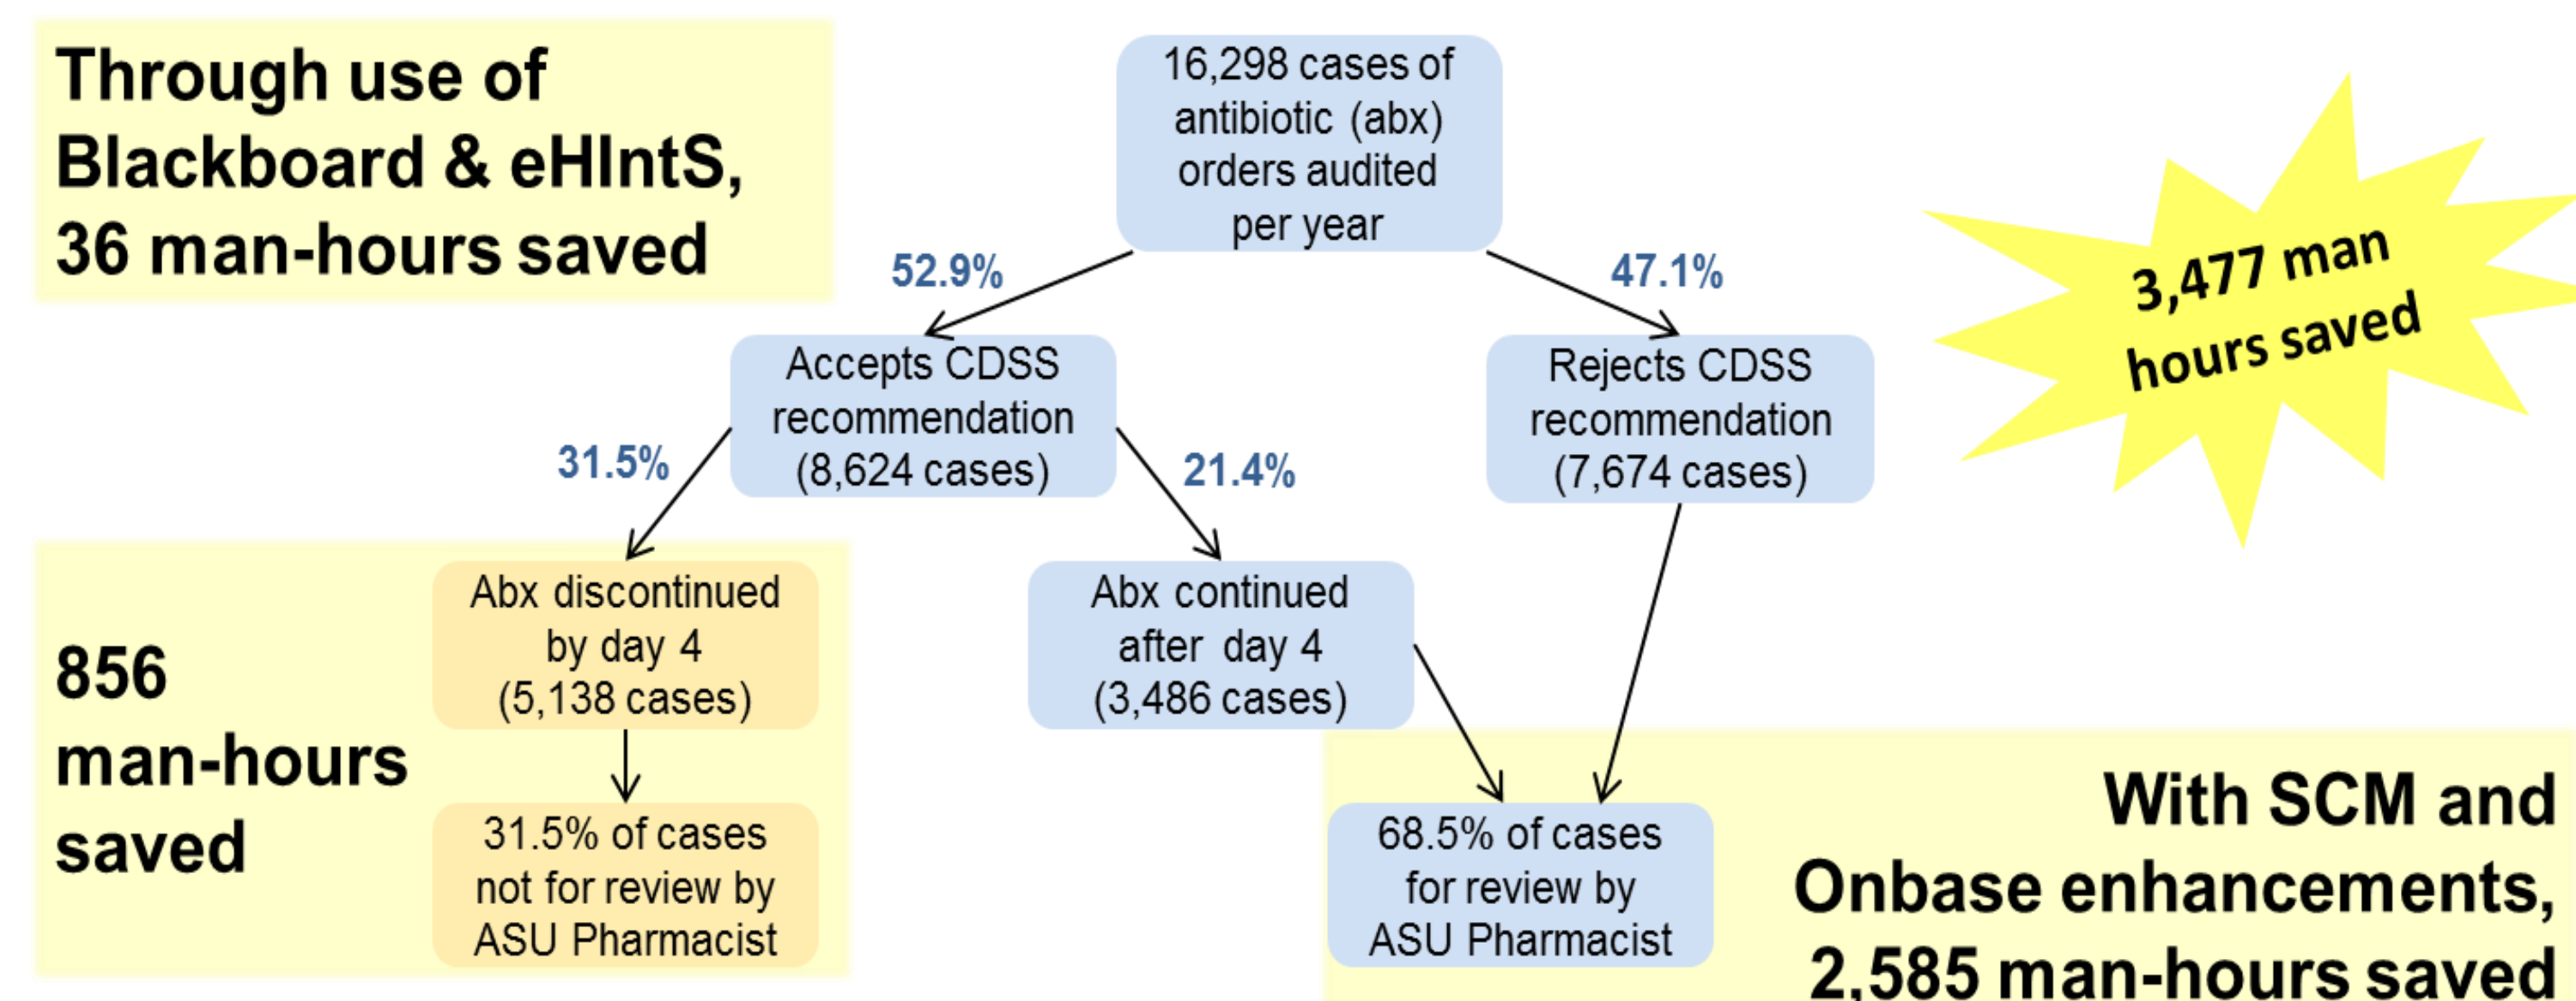 Through use of
Blackboard & eHIntS,
36 man-hours saved
16,298 cases of
antibiotic (abx)
orders audited
per year
3,477 man
hours saved
52.9%
47.1%
Accepts CDSS
recommendation
(8,624 cases)
Rejects CDSS
recommendation
(7,674 cases)
31.5%
21.4%
856
man-hours
saved
Abx discontinued
by day 4
(5,138 cases)
Abx continued
after day 4
(3,486 cases)
31.5% of cases
not for review by
ASU Pharmacist
68.5% of cases
for review by
ASU Pharmacist
With SCM and
Onbase enhancements,
2,585 man-hours saved